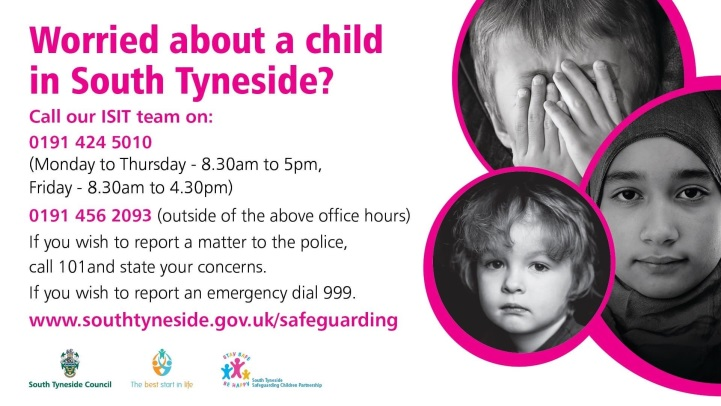 Worried about a child
in South Tyneside?
Call our ISIT team on:
0191 424 5010
(Monday to Thursday - 8.30am to 5pm,
Friday - 8.30am to 4.30pm)
0191 456 2093 (outside of the above office hours)
If you wish to report a matter to the police,
call 101and state your concerns.
If you wish to report an emergency dial 999.
www.southtyneside.gov.uk/safeguarding
South Tyneside Council
The best start in life
STAY SAFE
BE HAPPY
South Tyneside
Safeguarding Children Partnership